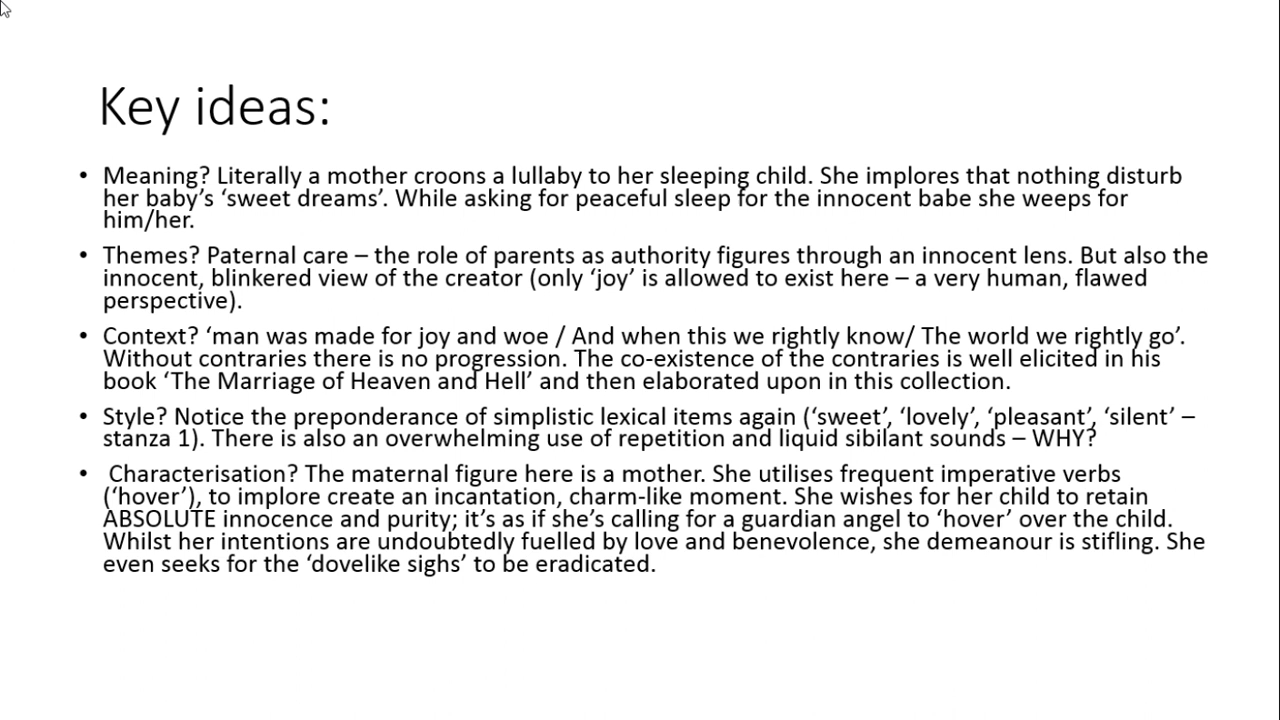 Key ideas:
• Meaning? Literally a mother croons a lullaby to her sleeping child. She implores that nothing disturb
her baby’s ‘sweet dreams’. While asking for peaceful sleep for the innocent babe she weeps for
him/her.
• Themes? Paternal care – the role of parents as authority figures through an innocent lens. But also the
innocent, blinkered view of the creator (only ‘joy’ is allowed to exist here – a very human, flawed
perspective).
• Context? ‘man was made for joy and woe / And when this we rightly know/ The world we rightly go’.
Without contraries there is no progression. The co-existence of the contraries is well elicited in his
book ‘The Marriage of Heaven and Hell’ and then elaborated upon in this collection.
• Style? Notice the preponderance of simplistic lexical items again (‘sweet’, ‘lovely’, ‘pleasant’, ‘silent’ –
stanza 1). There is also an overwhelming use of repetition and liquid sibilant sounds – WHY?
• Characterisation? The maternal figure here is a mother. She utilises frequent imperative verbs
(‘hover’), to implore create an incantation, charm-like moment. She wishes for her child to retain
ABSOLUTE innocence and purity; it’s as if she’s calling for a guardian angel to ‘hover’ over the child.
Whilst her intentions are undoubtedly fuelled by love and benevolence, she demeanour is stifling. She
even seeks for the ‘dovelike sighs’ to be eradicated.